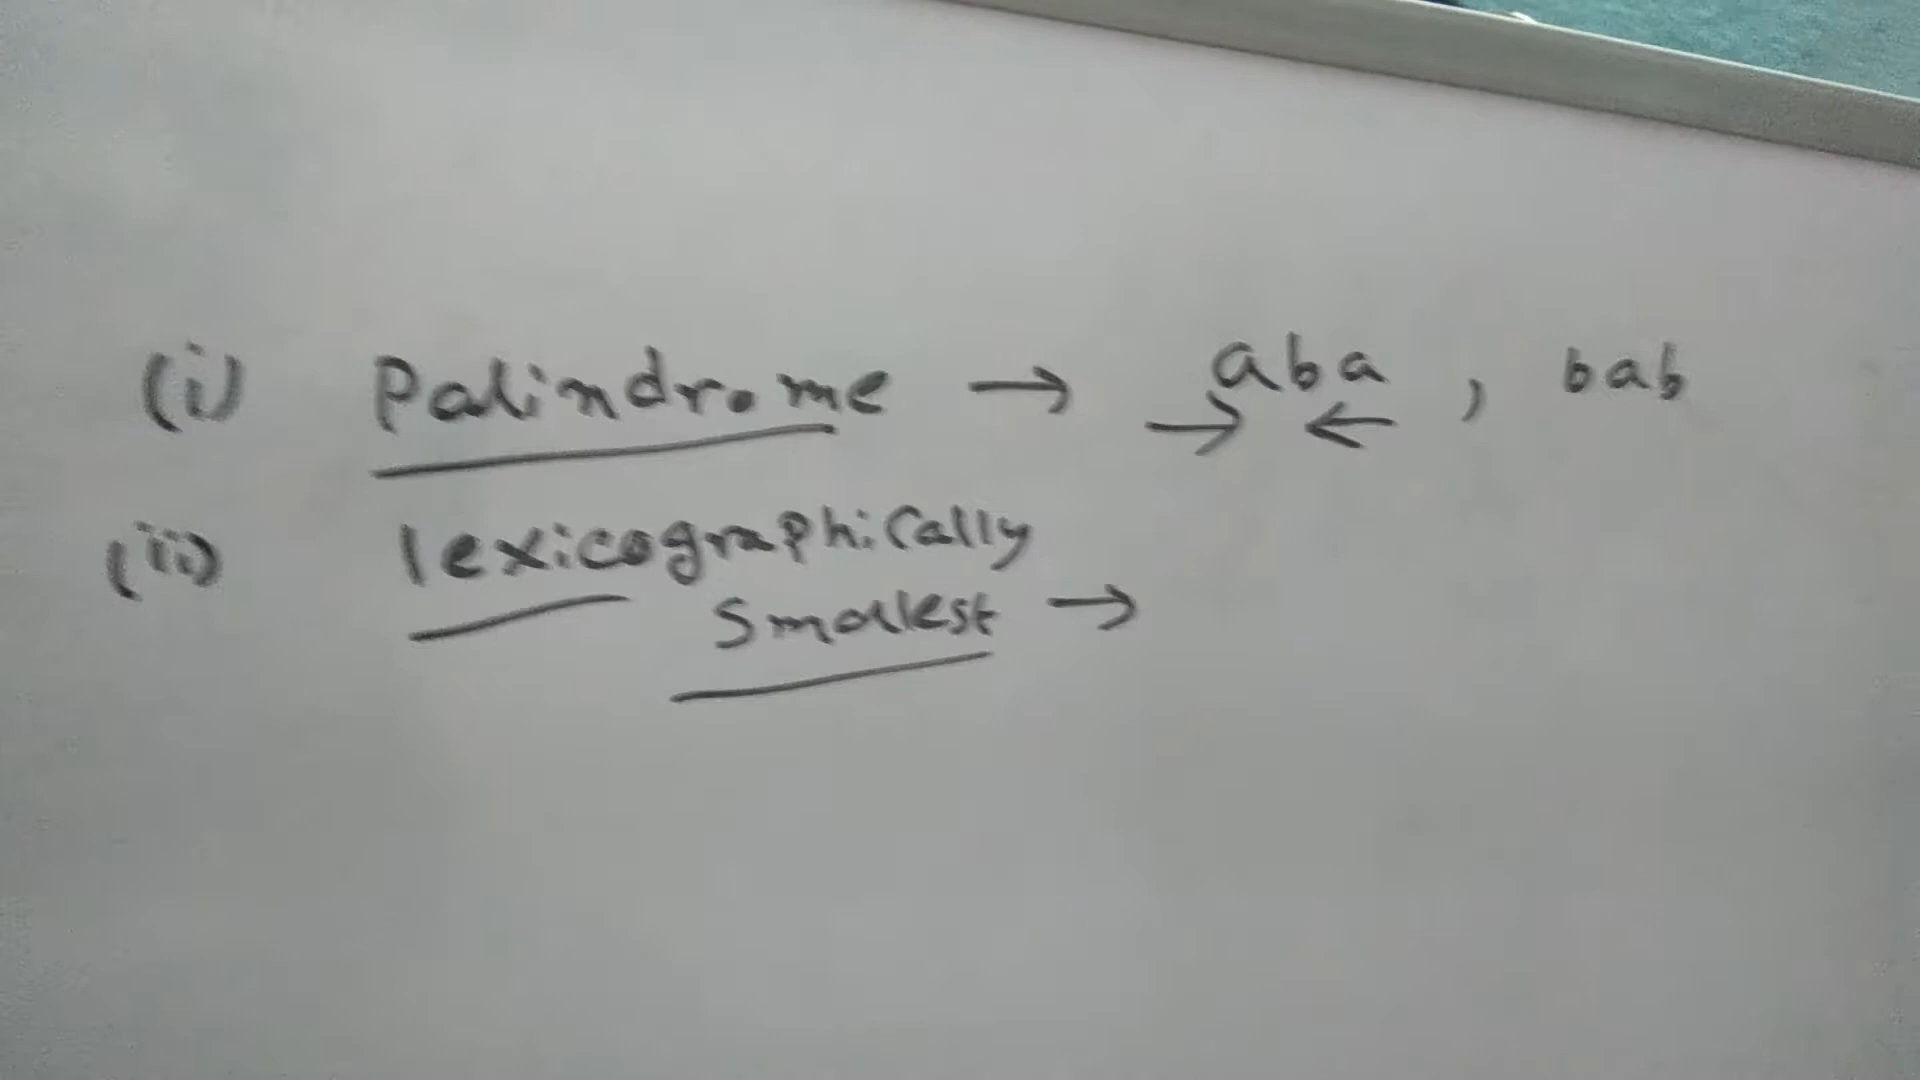 (i) Palindrome → aba , bab
→ ←
(ii) lexicographically
smallest →